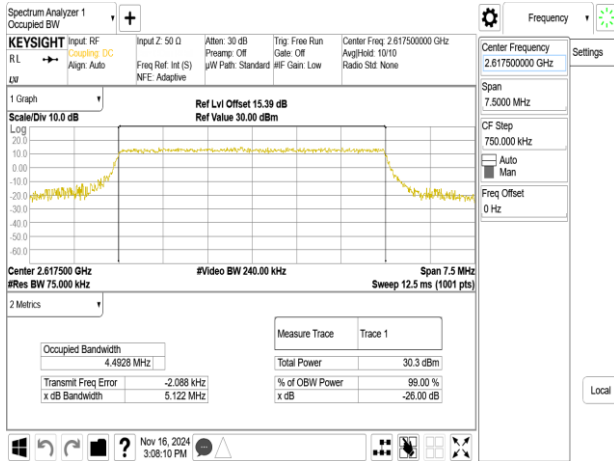 Spectrum Analyzer 1
Occupied BW
Frequency
KEYSIGHT
RL
LXI
Input: RF
Coupling: DC
Align: Auto
Input Z: 50 Ω
Freq Ref: Int (S)
NFE: Adaptive
Atten: 30 dB
Preamp: Off
µW Path: Standard
Trig: Free Run
Gate: Off
#IF Gain: Low
Center Freq: 2.617500000 GHz
Avg|Hold: 10/10
Radio Std: None
Center Frequency
2.617500000 GHz
Settings
Span
7.5000 MHz
CF Step
750.000 kHz
Auto
Man
Freq Offset
0 Hz
Local
1 Graph
Scale/Div 10.0 dB
Ref Lvl Offset 15.39 dB
Ref Value 30.00 dBm
Log
20.0
10.0
0.00
-10.0
-20.0
-30.0
-40.0
-50.0
-60.0
Center 2.617500 GHz
#Video BW 240.00 kHz
Span 7.5 MHz
#Res BW 75.000 kHz
Sweep 12.5 ms (1001 pts)
2 Metrics
Measure Trace Trace 1
Occupied Bandwidth
4.4928 MHz
Total Power 30.3 dBm
Transmit Freq Error -2.088 kHz
% of OBW Power 99.00 %
x dB Bandwidth 5.122 MHz
x dB -26.00 dB
?
Nov 16, 2024
3:08:10 PM